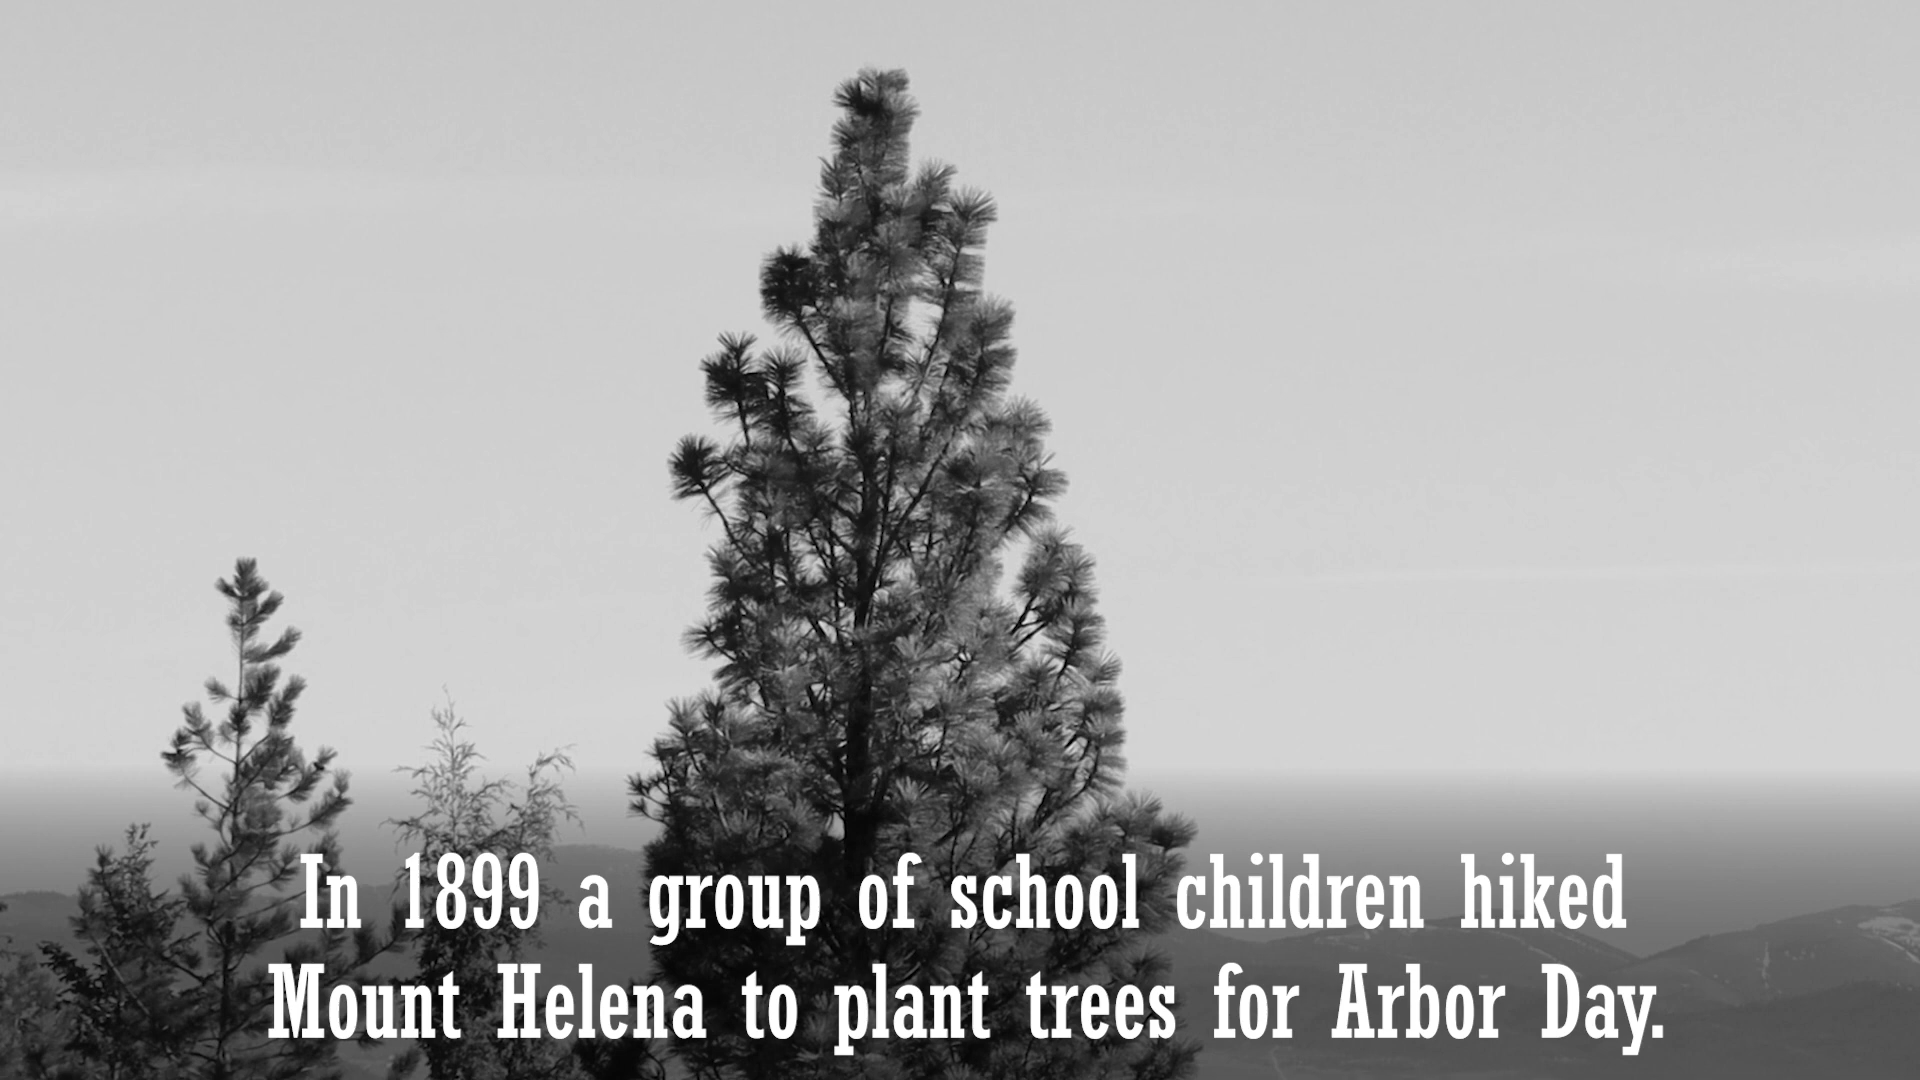 In 1899 a group of school children hiked
Mount Helena to plant trees for Arbor Day.